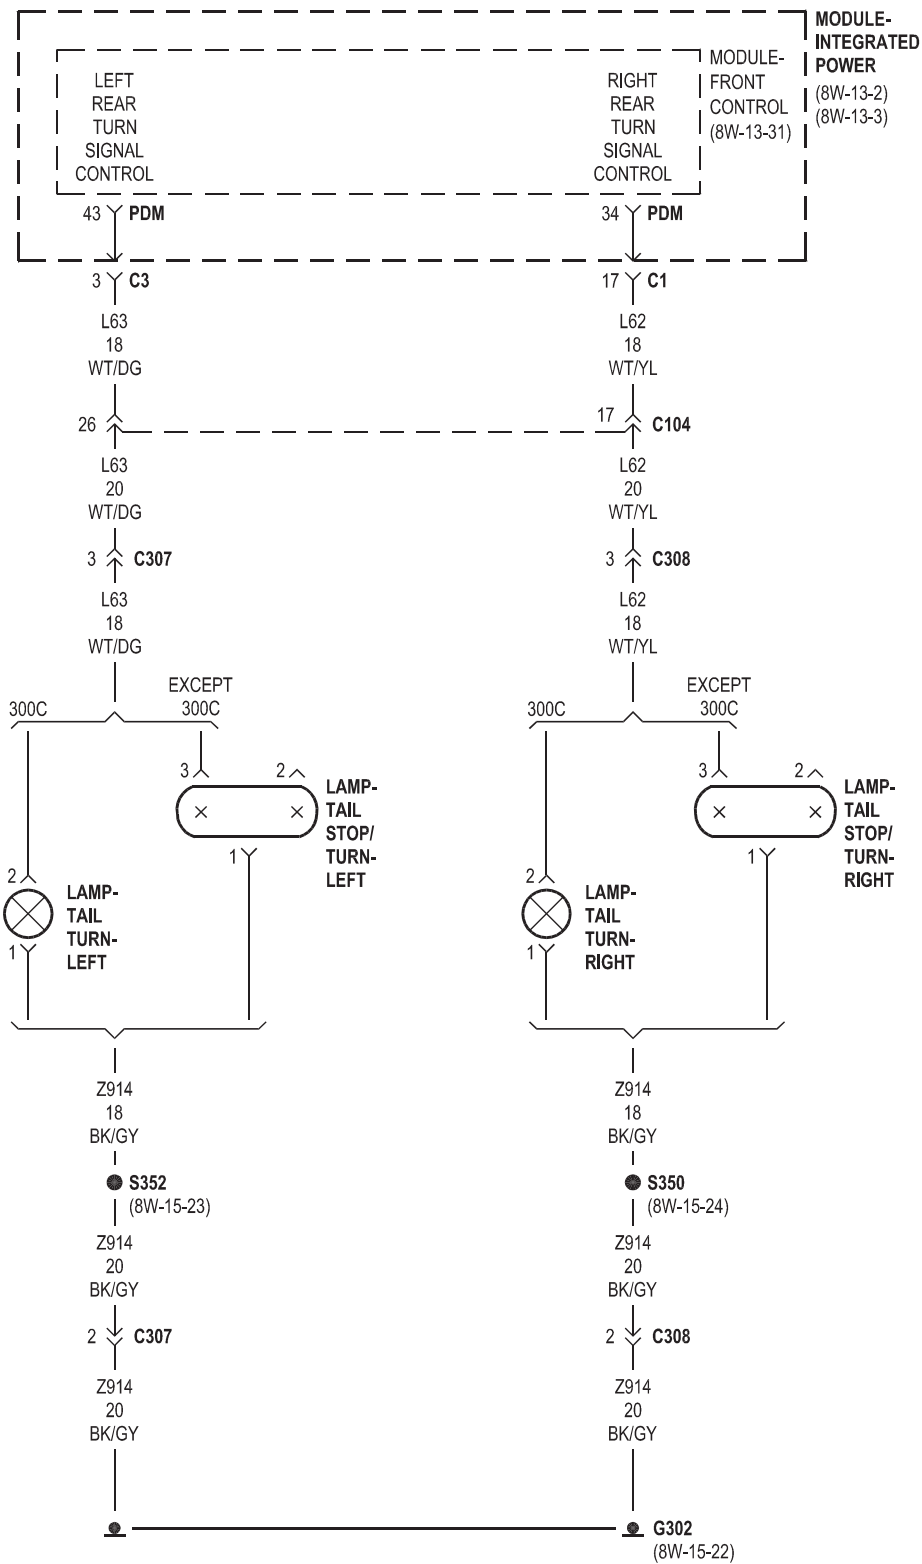 MODULE-
INTEGRATED
POWER
(8W-13-2)
(8W-13-3)
MODULE-
FRONT
CONTROL
(8W-13-31)
LEFT
REAR
TURN
SIGNAL
CONTROL
RIGHT
REAR
TURN
SIGNAL
CONTROL
43 PDM
34 PDM
3 C3
17 C1
L63
18
WT/DG
L62
18
WT/YL
26
17 C104
L63
20
WT/DG
L62
20
WT/YL
3 C307
3 C308
L63
18
WT/DG
L62
18
WT/YL
300C
EXCEPT
300C
300C
EXCEPT
300C
3 2
LAMP-
TAIL
STOP/
TURN-
LEFT
1
3 2
LAMP-
TAIL
STOP/
TURN-
RIGHT
1
2
LAMP-
TAIL
TURN-
LEFT
1
2
LAMP-
TAIL
TURN-
RIGHT
1
Z914
18
BK/GY
Z914
18
BK/GY
S352
(8W-15-23)
S350
(8W-15-24)
Z914
20
BK/GY
Z914
20
BK/GY
2 C307
2 C308
Z914
20
BK/GY
Z914
20
BK/GY
G302
(8W-15-22)